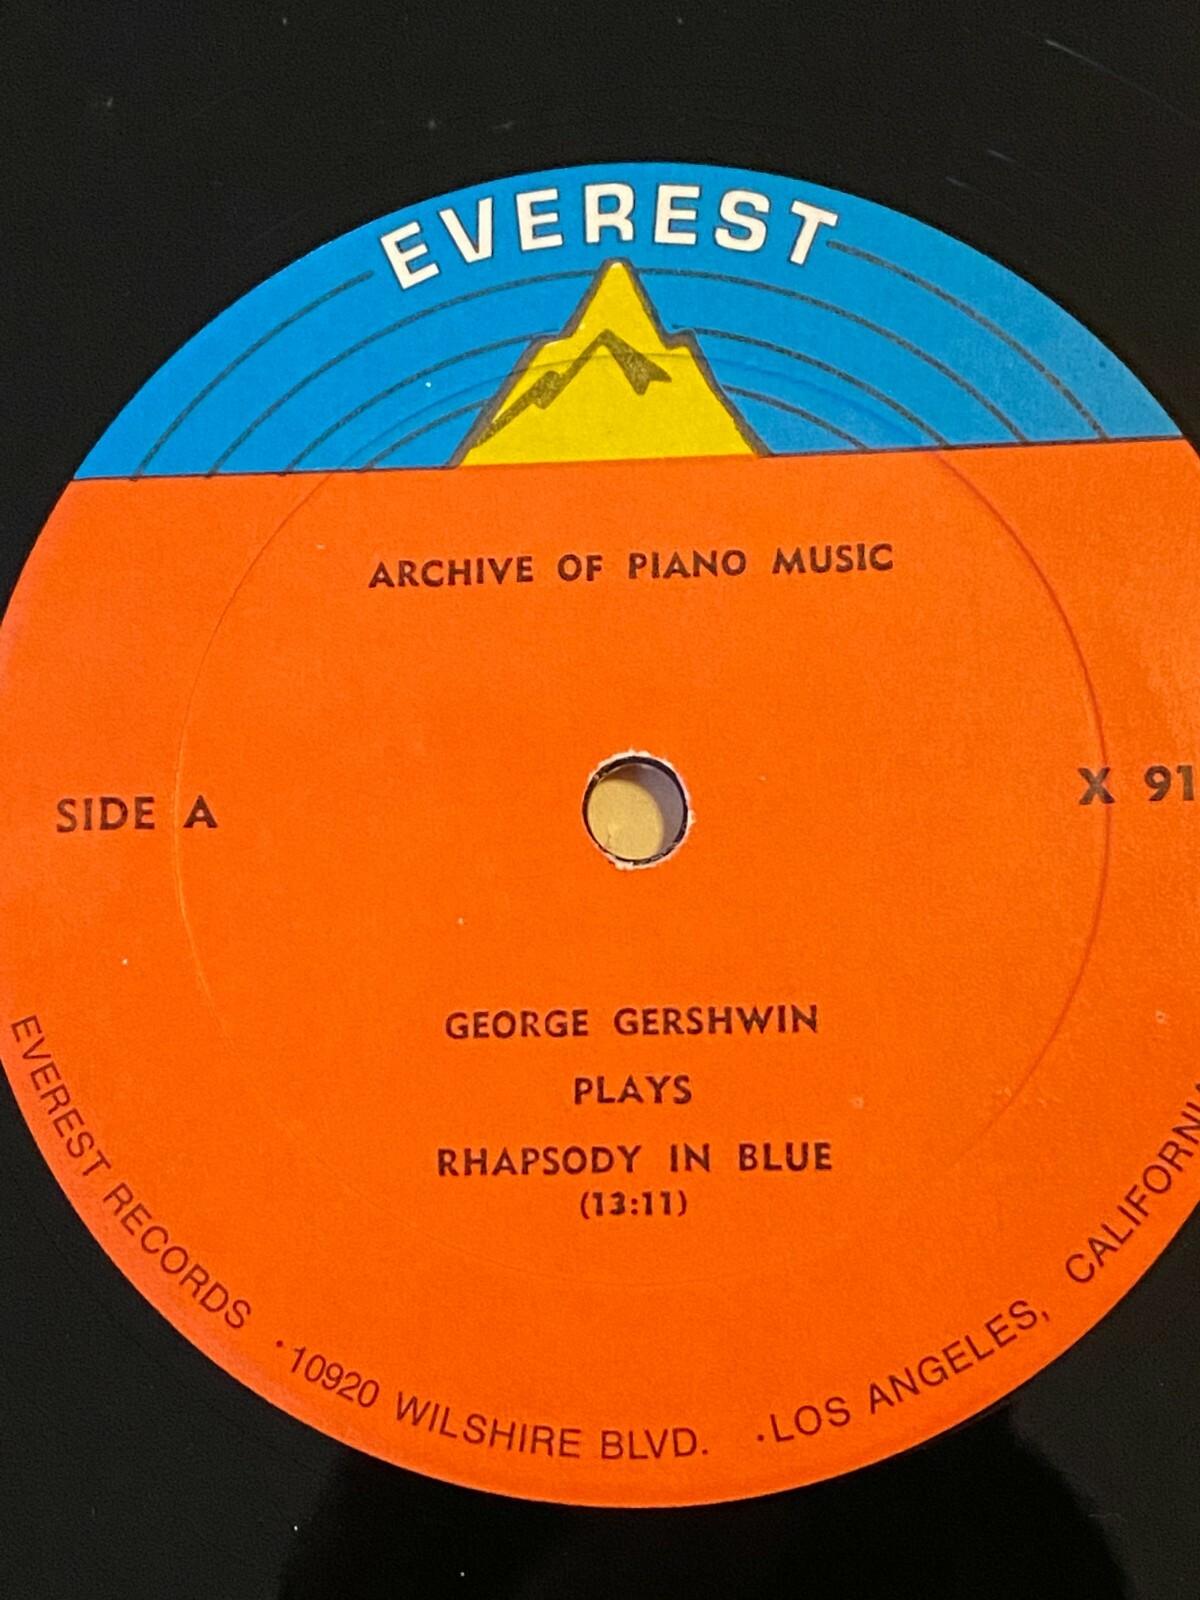 EVEREST
ARCHIVE OF PIANO MUSIC
SIDE A
X 91
GEORGE GERSHWIN
PLAYS
RHAPSODY IN BLUE
(13:11)
EVEREST RECORDS · 10920 WILSHIRE BLVD. · LOS ANGELES, CALIFORNI